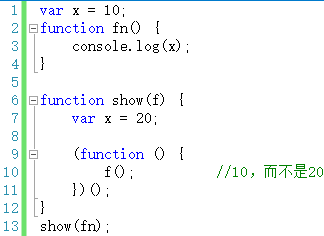 1 var x = 10;
2 function fn() {
3     console.log(x);
4 }
5
6 function show(f) {
7     var x = 20;
8
9     (function () {
10         f();          //10，而不是20
11     })();
12 }
13 show(fn);